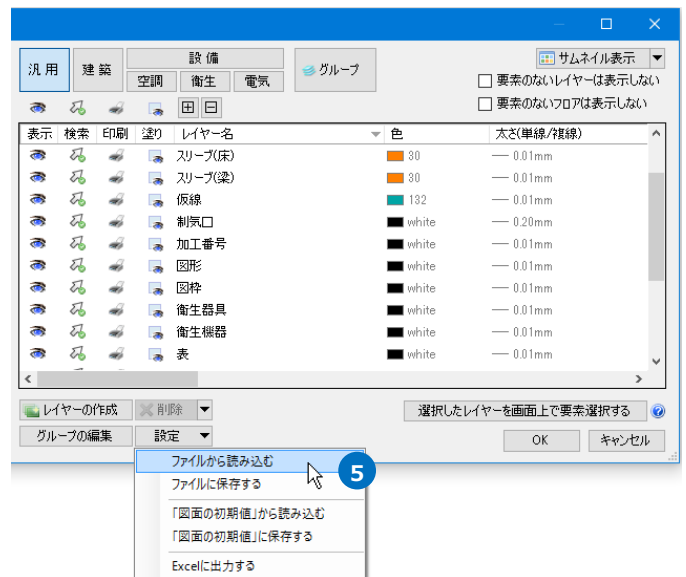 設備
サムネイル表示
汎用 建築 空調 衛生 電気 グループ
要素のないレイヤーは表示しない
要素のないフロアは表示しない
表示 検索 印刷 塗り レイヤー名 色 太さ(単線/複線)
スリーブ(床) 30 0.01mm
スリーブ(梁) 30 0.01mm
仮線 132 0.01mm
制気口 white 0.20mm
加工番号 white 0.01mm
図形 white 0.01mm
図枠 white 0.01mm
衛生器具 white 0.01mm
衛生機器 white 0.01mm
表 white 0.01mm
レイヤーの作成 削除 選択したレイヤーを画面上で要素選択する
グループの編集 設定 OK キャンセル
ファイルから読み込む 5
ファイルに保存する
「図面の初期値」から読み込む
「図面の初期値」に保存する
Excelに出力する